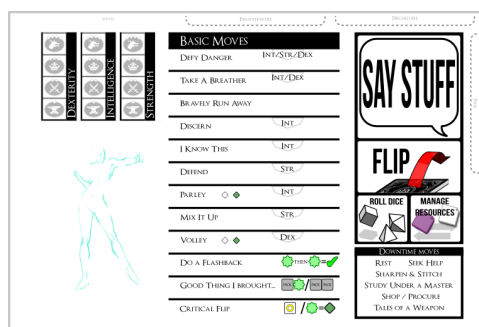 DEXTERITY
INTELLIGENCE
STRENGTH
BASIC MOVES
DEFY DANGER INT/STR/DEX
TAKE A BREATHER INT/DEX
BRAVELY RUN AWAY
DISCERN INT
I KNOW THIS INT
DEFEND STR
PARLEY INT
MIX IT UP STR
VOLLEY DEX
DO A FLASHBACK THEN =
GOOD THING I BROUGHT... PACK / PACK PACK
CRITICAL FLIP / =
SAY STUFF
FLIP
ROLL DICE
MANAGE
RESOURCES
DOWNTIME MOVES
REST SEEK HELP
SHARPEN & STITCH
STUDY UNDER A MASTER
SHOP / PROCURE
TALES OF A WEAPON